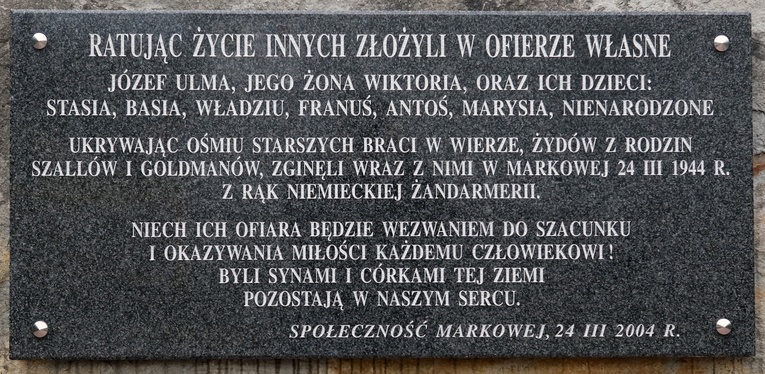 RATUJĄC ŻYCIE INNYCH ZŁOŻYLI W OFIERZE WŁASNE
JÓZEF ULMA, JEGO ŻONA WIKTORIA, ORAZ ICH DZIECI:
STASIA, BASIA, WŁADZIU, FRANUŚ, ANTOŚ, MARYSIA, NIENARODZONE
UKRYWAJĄC OŚMIU STARSZYCH BRACI W WIERZE, ŻYDÓW Z RODZIN
SZALLÓW I GOLDMANÓW, ZGINĘLI WRAZ Z NIMI W MARKOWEJ 24 III 1944 R.
Z RĄK NIEMIECKIEJ ŻANDARMERII.
NIECH ICH OFIARA BĘDZIE WEZWANIEM DO SZACUNKU
I OKAZYWANIA MIŁOŚCI KAŻDEMU CZŁOWIEKOWI!
BYLI SYNAMI I CÓRKAMI TEJ ZIEMI
POZOSTAJĄ W NASZYM SERCU.
SPOŁECZNOŚĆ MARKOWEJ, 24 III 2004 R.